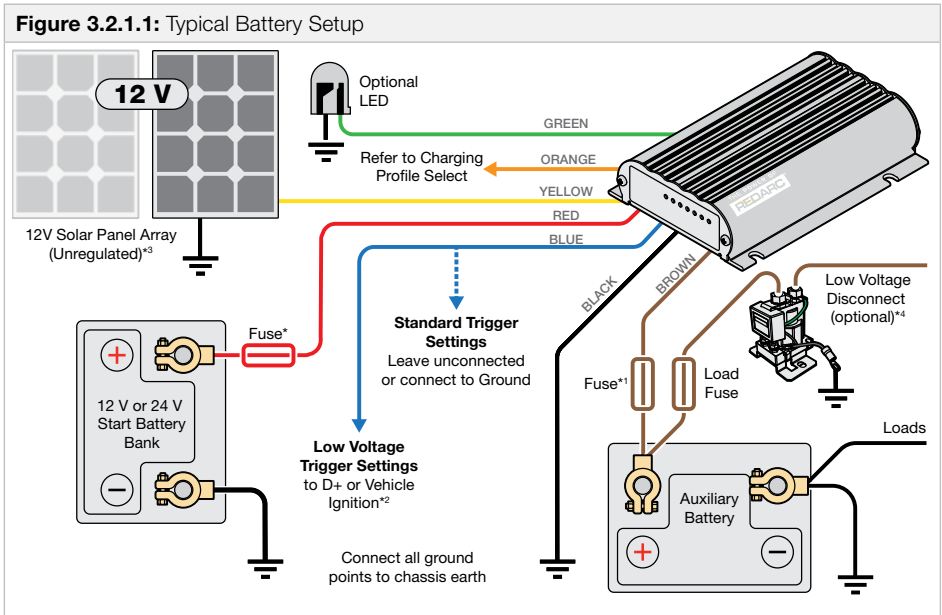 Figure 3.2.1.1: Typical Battery Setup
12 V
Optional
LED
GREEN
Refer to Charging
Profile Select
ORANGE
YELLOW
RED
BLUE
BLACK
BROWN
REDARC
12V Solar Panel Array
(Unregulated)*3
Fuse*
Standard Trigger
Settings
Leave unconnected
or connect to Ground
Low Voltage
Disconnect
(optional)*4
Fuse*1
Load
Fuse
+
12 V or 24 V
Start Battery
Bank
−
Low Voltage
Trigger Settings
to D+ or Vehicle
Ignition*2
Loads
Auxiliary
Battery
+
−
Connect all ground
points to chassis earth